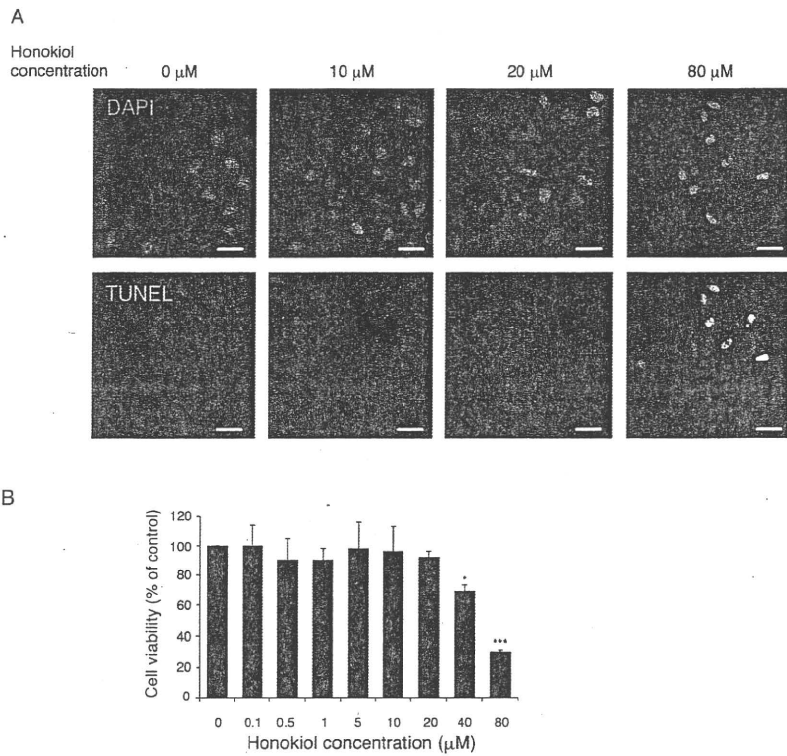 A
Honokiol
concentration
0 μM
10 μM
20 μM
80 μM
DAPI
TUNEL
B
Cell viability (% of control)
120
100
80
60
40
20
0
*
***
0 0.1 0.5 1 5 10 20 40 80
Honokiol concentration (μM)